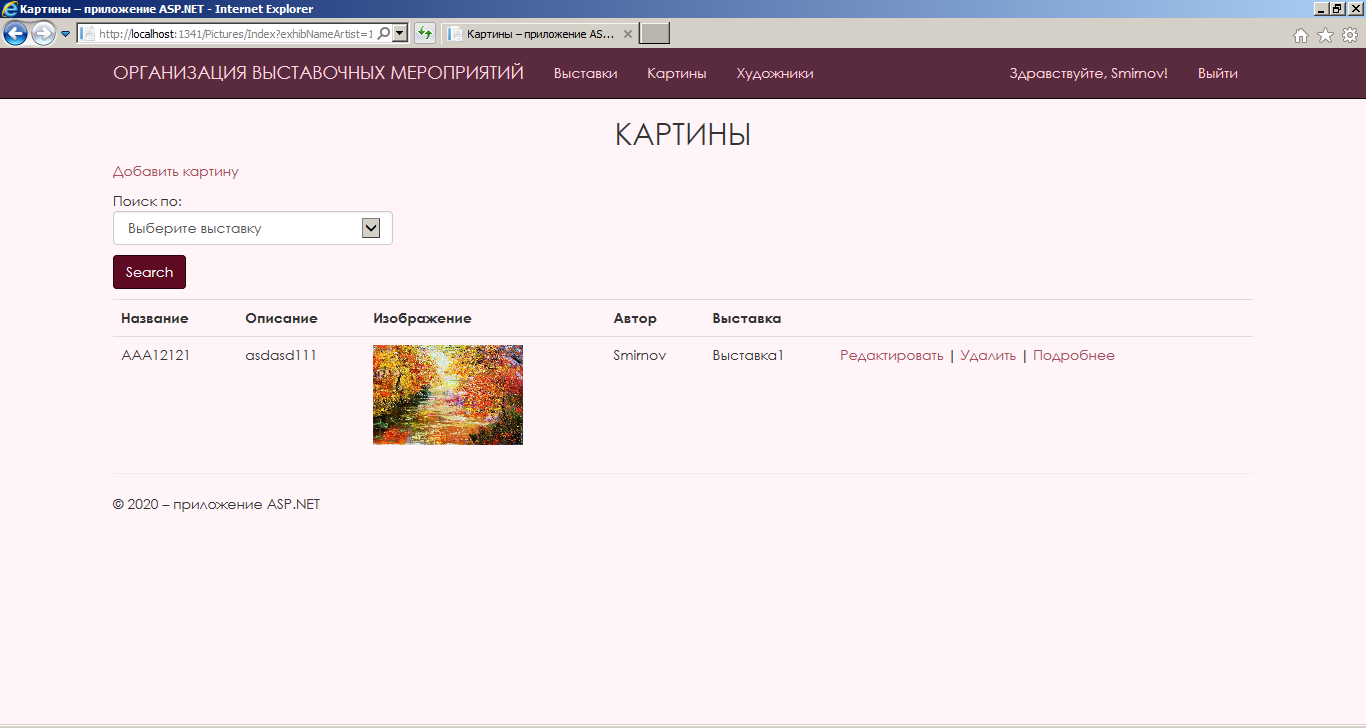 Картины – приложение ASP.NET - Internet Explorer
http://localhost:1341/Pictures/Index?exhibNameArtist=1
Картины – приложение AS...
ОРГАНИЗАЦИЯ ВЫСТАВОЧНЫХ МЕРОПРИЯТИЙ Выставки Картины Художники Здравствуйте, Smirnov! Выйти
КАРТИНЫ
Добавить картину
Поиск по:
Выберите выставку
Search
Название Описание Изображение Автор Выставка
AAA12121 asdasd111 Smirnov Выставка1 Редактировать | Удалить | Подробнее
© 2020 – приложение ASP.NET